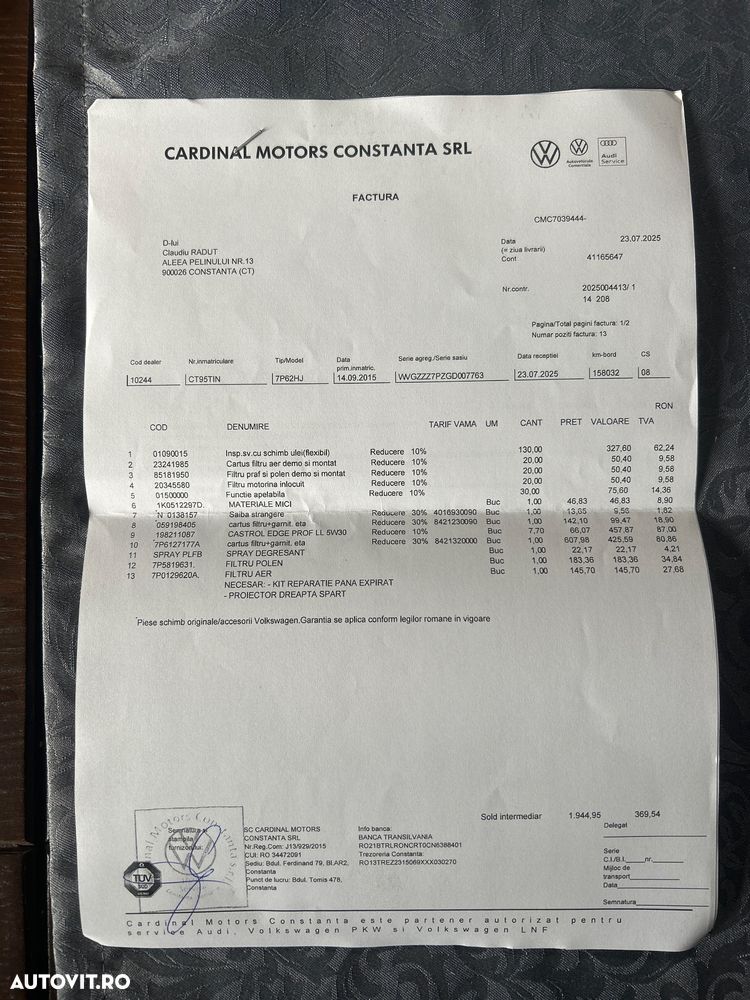 CARDINAL MOTORS CONSTANTA SRL
Autovehicule Comerciale
Audi Service
FACTURA
CMC7039444-
D-lui
Claudiu RADUT
ALEEA PELINULUI NR.13
900026 CONSTANTA (CT)
Data 23.07.2025
(= ziua livrarii)
Cont 41165647
Nr.contr. 2025004413/ 1
14 208
Pagina/Total pagini factura: 1/2
Numar pozitii factura: 13
Cod dealer Nr.inmatriculare Tip/Model Data prim.inmatric. Serie agreg./Serie sasiu Data receptiei km-bord CS
10244 CT95TIN 7P62HJ 14.09.2015 WVGZZZ7PZGD007763 23.07.2025 158032 08
RON
COD DENUMIRE TARIF VAMA UM CANT PRET VALOARE TVA
1 01090015 Insp.sv.cu schimb ulei(flexibil) Reducere 10% 130,00 327,60 62,24
2 23241985 Cartus filtru aer demo si montat Reducere 10% 20,00 50,40 9,58
3 85181950 Filtru praf si polen demo si montat Reducere 10% 20,00 50,40 9,58
4 20345580 Filtru motorina inlocuit Reducere 10% 20,00 50,40 9,58
5 01500000 Functie apelabila Reducere 10% 30,00 75,60 14,36
6 1K0512297D. MATERIALE MICI Buc 1,00 46,83 46,83 8,90
7 'N 0138157 Saiba strangere Reducere 30% 4016930090 Buc 1,00 13,65 9,56 1,82
8 059198405 cartus filtru+garnit. eta Reducere 30% 8421230090 Buc 1,00 142,10 99,47 18,90
9 198211087 CASTROL EDGE PROF LL 5W30 Reducere 10% Buc 7,70 66,07 457,87 87,00
10 7P6127177A cartus filtru+garnit. eta Reducere 30% 8421320000 Buc 1,00 607,98 425,59 80,86
11 SPRAY PLFB SPRAY DEGRESANT Buc 1,00 22,17 22,17 4,21
12 7P5819631. FILTRU POLEN Buc 1,00 183,36 183,36 34,84
13 7P0129620A. FILTRU AER Buc 1,00 145,70 145,70 27,68
NECESAR: - KIT REPARATIE PANA EXPIRAT
- PROIECTOR DREAPTA SPART
'Piese schimb originale/accesorii Volkswagen.Garantia se aplica conform legilor romane in vigoare
Sold intermediar 1.944,95 369,54
Semnatura si
stampila
furnizorului:
TÜV
SC CARDINAL MOTORS
CONSTANTA SRL
Nr.Reg.Com: J13/929/2015
CUI: RO 34472091
Sediu: Bdul. Ferdinand 79, BLAR2,
Constanta
Punct de lucru: Bdul. Tomis 478,
Constanta
Info banca:
BANCA TRANSILVANIA
RO21BTRLRONCRT0CN6388401
Trezoreria Constanta:
RO13TREZ2315069XXX030270
Delegat
Serie
C.I./B.I.____nr.____
Mijloc de
transport
Data
Semnatura
Cardinal Motors Constanta este partener autorizat pentru
service Audi, Volkswagen PKW si Volkswagen LNF
AUTOVIT.RO